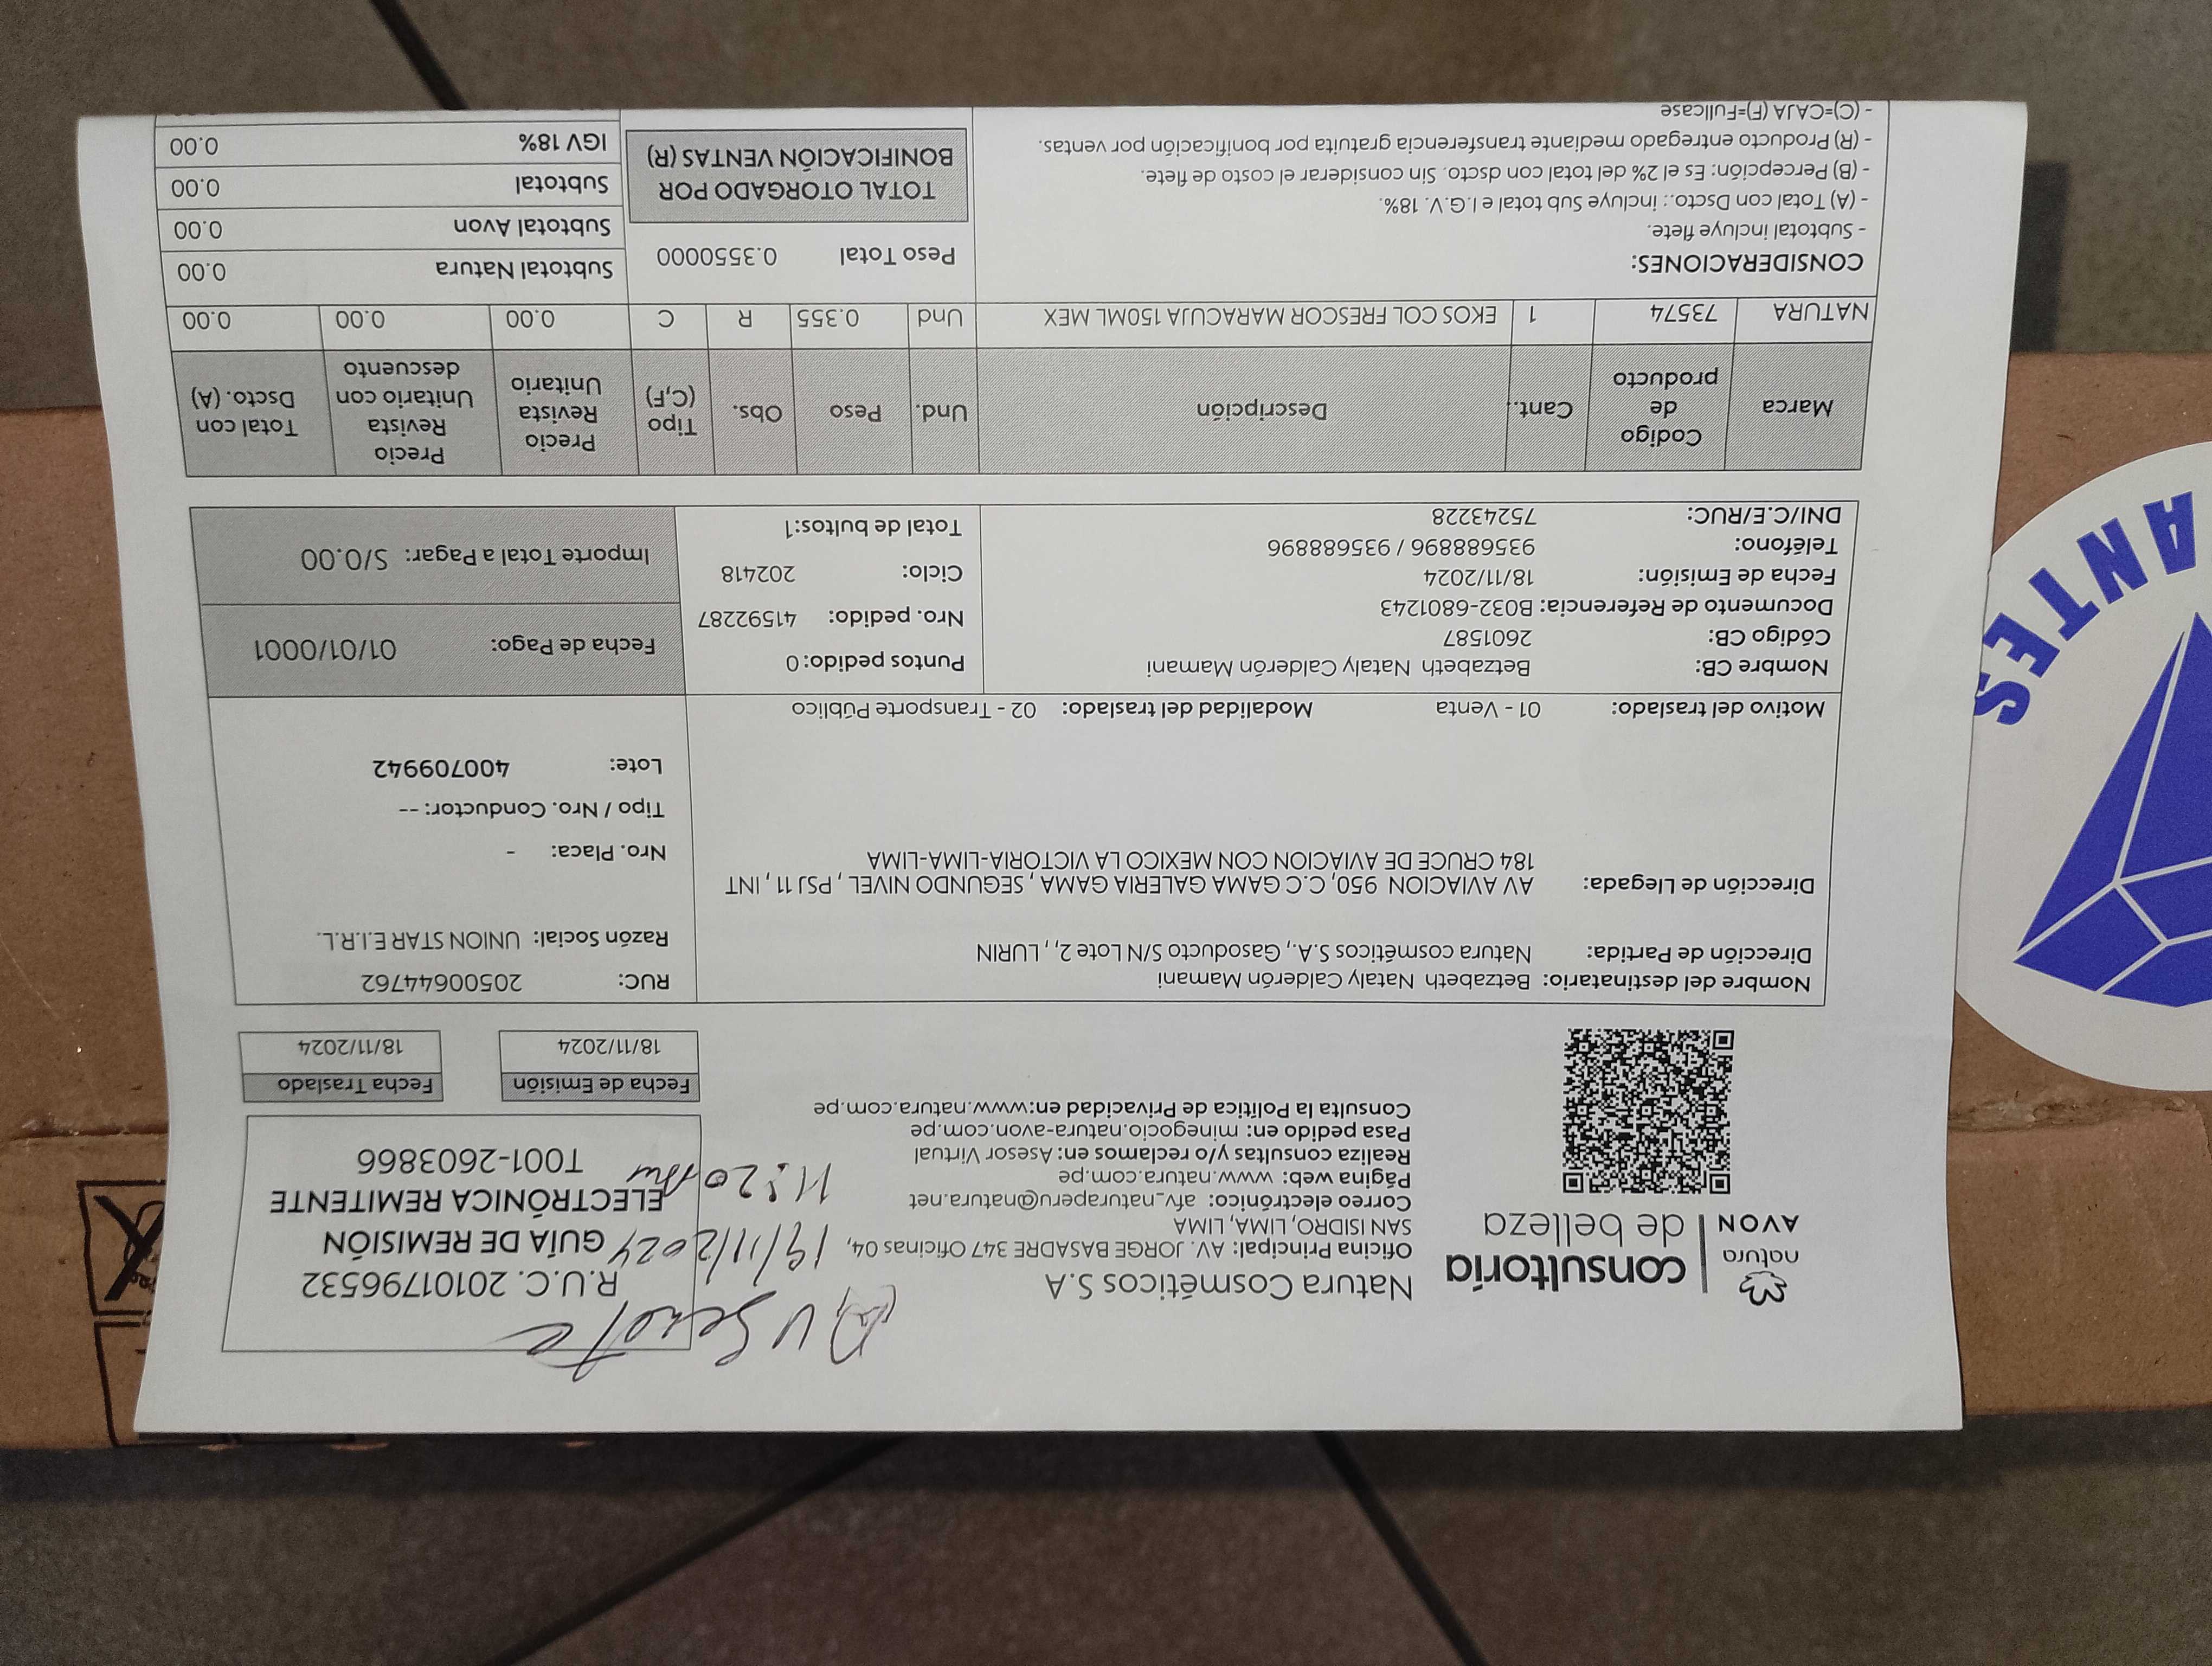 Ausente
19/11/2024
11:20 am
natura
AVON
consultoría
de belleza
Natura Cosméticos S.A
Oficina Principal: AV. JORGE BASADRE 347 Oficinas 04,
SAN ISIDRO, LIMA, LIMA
Correo electrónico: afv_naturaperu@natura.net
Página web: www.natura.com.pe
Realiza consultas y/o reclamos en: Asesor Virtual
Pasa pedido en: minegocio.natura-avon.com.pe
Consulta la Política de Privacidad en:www.natura.com.pe
R.U.C. 20101796532
GUÍA DE REMISIÓN
ELECTRÓNICA REMITENTE
T001-2603866
Fecha de Emisión
18/11/2024
Fecha Traslado
18/11/2024
Nombre del destinatario: Betzabeth Nataly Calderón Mamani
Dirección de Partida: Natura cosméticos S.A., Gasoducto S/N Lote 2, , LURIN
Dirección de Llegada: AV AVIACION 950, C.C GAMA GALERIA GAMA , SEGUNDO NIVEL , PSJ 11 , INT
184 CRUCE DE AVIACION CON MEXICO LA VICTORIA-LIMA-LIMA
Motivo del traslado: 01 - Venta Modalidad del traslado: 02 - Transporte Público
RUC: 20500644762
Razón Social: UNION STAR E.I.R.L.
Nro. Placa: -
Tipo / Nro. Conductor: --
Lote: 400709942
Nombre CB: Betzabeth Nataly Calderón Mamani
Código CB: 2601587
Documento de Referencia: B032-6801243
Fecha de Emisión: 18/11/2024
Teléfono: 935688896 / 935688896
DNI/C.E/RUC: 75243228
Puntos pedido: 0
Nro. pedido: 41592287
Ciclo: 202418
Total de bultos:1
Fecha de Pago: 01/01/0001
Importe Total a Pagar: S/0.00
Marca Codigo de producto Cant. Descripción Und. Peso Obs. Tipo (C,F) Precio Revista Unitario Precio Revista Unitario con descuento Total con Dscto. (A)
NATURA 73574 1 EKOS COL FRESCOR MARACUJA 150ML MEX Und 0.355 R C 0.00 0.00 0.00
CONSIDERACIONES:
- Subtotal incluye flete.
- (A) Total con Dscto.: incluye Sub total e I.G.V. 18%.
- (B) Percepción: Es el 2% del total con dscto. Sin considerar el costo de flete.
- (R) Producto entregado mediante transferencia gratuita por bonificación por ventas.
- (C)=CAJA (F)=Fullcase
Peso Total 0.3550000
TOTAL OTORGADO POR
BONIFICACIÓN VENTAS (R)
Subtotal Natura 0.00
Subtotal Avon 0.00
Subtotal 0.00
IGV 18% 0.00
ANTES